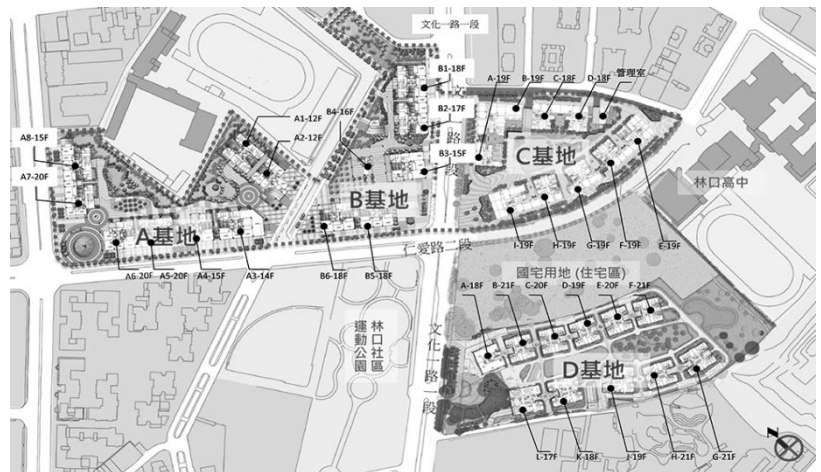 文化一路一段
B1-18F
A-19F
B-19F
C-18F
D-18F
管理室
B4-16F
B2-17F
A1-12F
A2-12F
A8-15F
B3-15F
A7-20F
文
路
段
C基地
B基地
A基地
林口高中
I-19F
H-19F
G-19F
F-19F
E-19F
A6-20F
A5-20F
A4-15F
A3-14F
B6-18F
B5-18F
仁愛路二段
國宅用地 (住宅區)
A-18F
B-21F
C-20F
D-19F
E-20F
F-21F
林口社區
運動公園
文化一路一段
D基地
L-17F
K-18F
J-19F
H-21F
G-21F